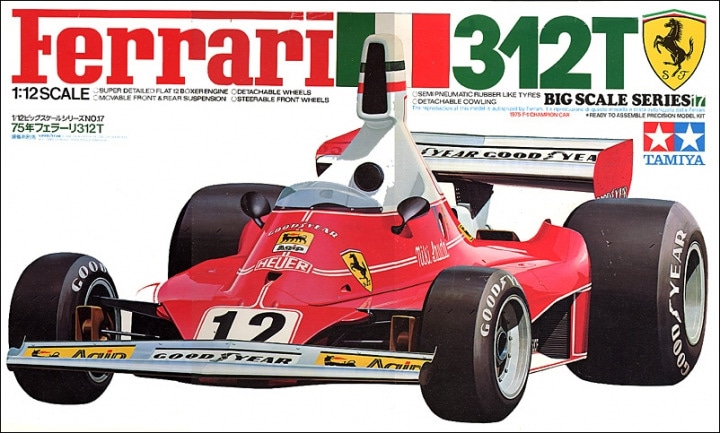 Ferrari 312T
S F
1:12 SCALE
○SUPER DETAILED FLAT 12 BOXER ENGINE ○DETACHABLE WHEELS
○MOVABLE FRONT & REAR SUSPENSION ○STEERABLE FRONT WHEELS
○SEMI PNEUMATIC RUBBER LIKE TYRES
○DETACHABLE COWLING
BIG SCALE SERIES 17
1/12ビッグスケールシリーズNO.17
75年フェラーリ312T
1975 F-1 CHAMPION CAR
★READY TO ASSEMBLE PRECISION MODEL KIT
TAMIYA
GOODYEAR GOODYEAR
GOODYEAR
Agip
HEUER
Niki Lauda
12
GOODYEAR
GOODYEAR
GOODYEAR
Agip GOODYEAR Agip